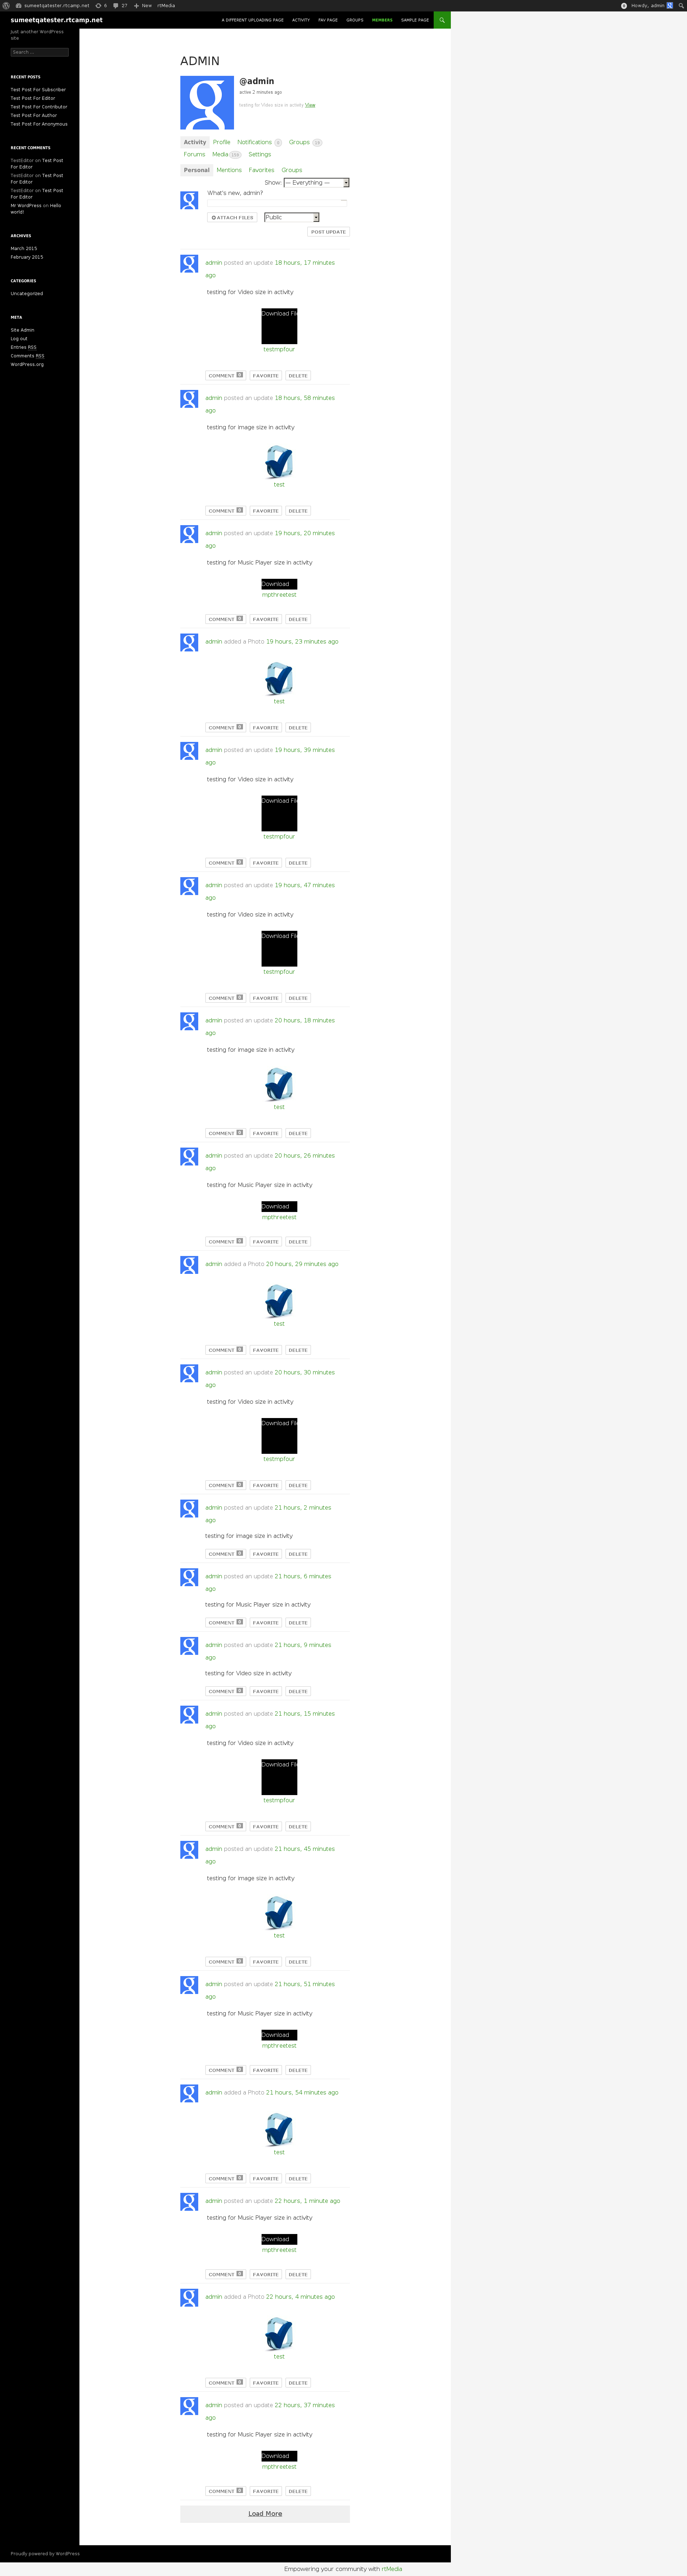 sumeetqatester.rtcamp.net 6 27 New rtMedia Howdy, admin
sumeetqatester.rtcamp.net
A DIFFERENT UPLOADING PAGE ACTIVITY FAV PAGE GROUPS MEMBERS SAMPLE PAGE
Just another WordPress
site
Search ...
RECENT POSTS
Test Post For Subscriber
Test Post For Editor
Test Post For Contributor
Test Post For Author
Test Post For Anonymous
RECENT COMMENTS
TestEditor on Test Post
For Editor
TestEditor on Test Post
For Editor
TestEditor on Test Post
For Editor
Mr WordPress on Hello
world!
ARCHIVES
March 2015
February 2015
CATEGORIES
Uncategorized
META
Site Admin
Log out
Entries RSS
Comments RSS
WordPress.org
ADMIN
@admin
active 2 minutes ago
testing for Video size in activity View
Activity Profile Notifications Groups
Forums Media Settings
Personal Mentions Favorites Groups
Show: — Everything —
What's new, admin?
ATTACH FILES Public
POST UPDATE
admin posted an update 18 hours, 17 minutes
ago
testing for Video size in activity
Download File
testmpfour
COMMENT 0 FAVORITE DELETE
admin posted an update 18 hours, 58 minutes
ago
testing for image size in activity
test
COMMENT 0 FAVORITE DELETE
admin posted an update 19 hours, 20 minutes
ago
testing for Music Player size in activity
Download
mpthreetest
COMMENT 0 FAVORITE DELETE
admin added a Photo 19 hours, 23 minutes ago
test
COMMENT 0 FAVORITE DELETE
admin posted an update 19 hours, 39 minutes
ago
testing for Video size in activity
Download File
testmpfour
COMMENT 0 FAVORITE DELETE
admin posted an update 19 hours, 47 minutes
ago
testing for Video size in activity
Download File
testmpfour
COMMENT 0 FAVORITE DELETE
admin posted an update 20 hours, 18 minutes
ago
testing for image size in activity
test
COMMENT 0 FAVORITE DELETE
admin posted an update 20 hours, 26 minutes
ago
testing for Music Player size in activity
Download
mpthreetest
COMMENT 0 FAVORITE DELETE
admin added a Photo 20 hours, 29 minutes ago
test
COMMENT 0 FAVORITE DELETE
admin posted an update 20 hours, 30 minutes
ago
testing for Video size in activity
Download File
testmpfour
COMMENT 0 FAVORITE DELETE
admin posted an update 21 hours, 2 minutes
ago
testing for image size in activity
COMMENT 0 FAVORITE DELETE
admin posted an update 21 hours, 6 minutes
ago
testing for Music Player size in activity
COMMENT 0 FAVORITE DELETE
admin posted an update 21 hours, 9 minutes
ago
testing for Video size in activity
COMMENT 0 FAVORITE DELETE
admin posted an update 21 hours, 15 minutes
ago
testing for Video size in activity
Download File
testmpfour
COMMENT 0 FAVORITE DELETE
admin posted an update 21 hours, 45 minutes
ago
testing for image size in activity
test
COMMENT 0 FAVORITE DELETE
admin posted an update 21 hours, 51 minutes
ago
testing for Music Player size in activity
Download
mpthreetest
COMMENT 0 FAVORITE DELETE
admin added a Photo 21 hours, 54 minutes ago
test
COMMENT 0 FAVORITE DELETE
admin posted an update 22 hours, 1 minute ago
testing for Music Player size in activity
Download
mpthreetest
COMMENT 0 FAVORITE DELETE
admin added a Photo 22 hours, 4 minutes ago
test
COMMENT 0 FAVORITE DELETE
admin posted an update 22 hours, 37 minutes
ago
testing for Music Player size in activity
Download
mpthreetest
COMMENT 0 FAVORITE DELETE
Load More
Proudly powered by WordPress
Empowering your community with rtMedia